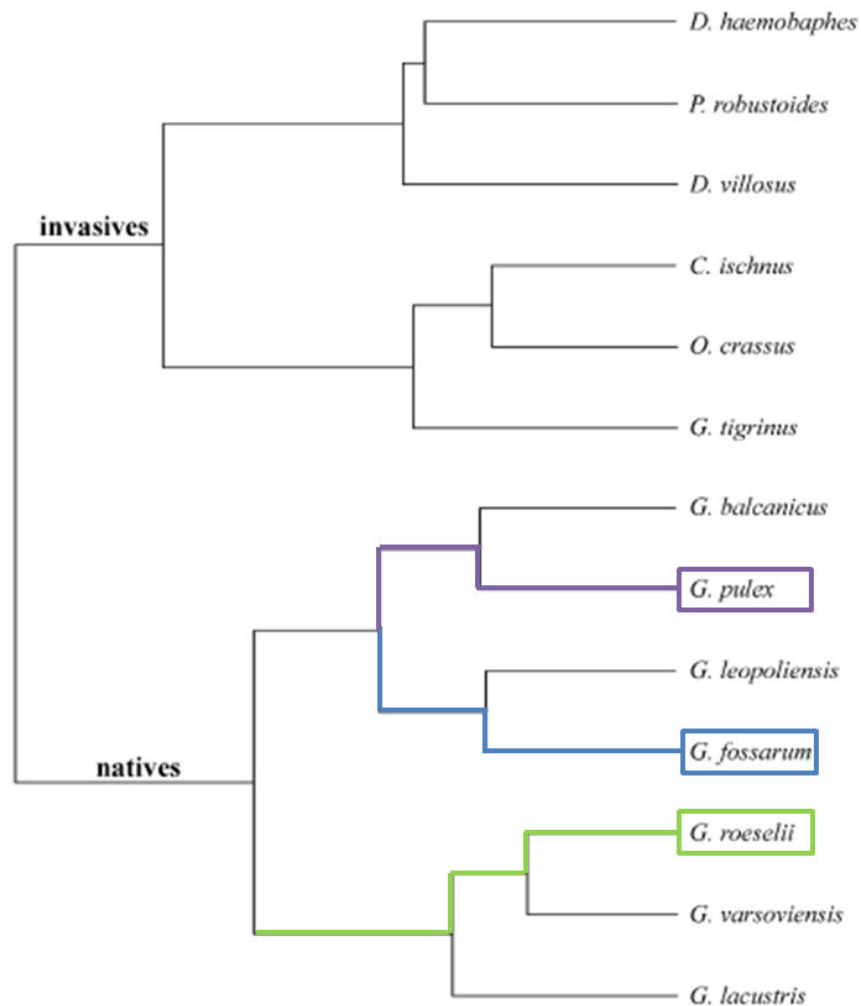 D. haemobaphes
P. robustoides
D. villosus
invasives
C. ischnus
O. crassus
G. tigrinus
G. balcanicus
G. pulex
G. leopoliensis
G. fossarum
natives
G. roeselii
G. varsoviensis
G. lacustris